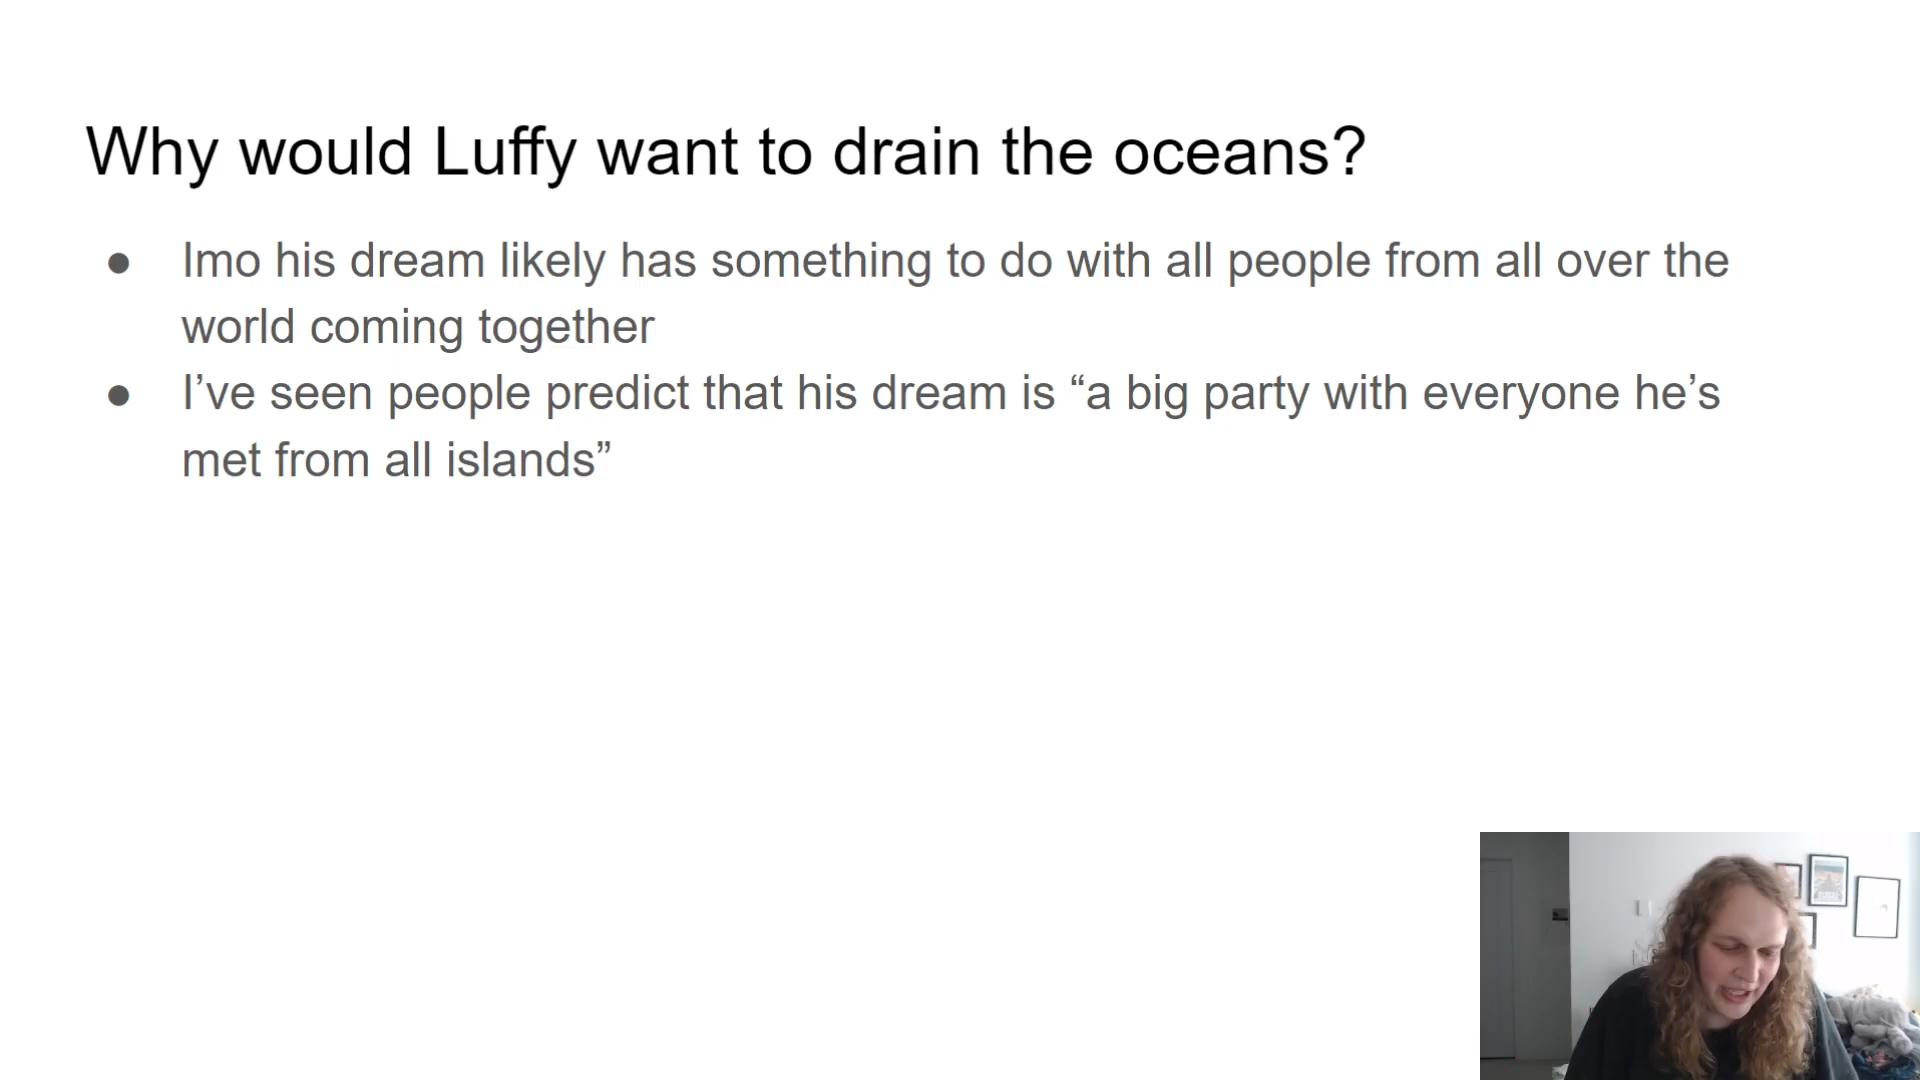 Why would Luffy want to drain the oceans?
● Imo his dream likely has something to do with all people from all over the
world coming together
● I’ve seen people predict that his dream is “a big party with everyone he’s
met from all islands”